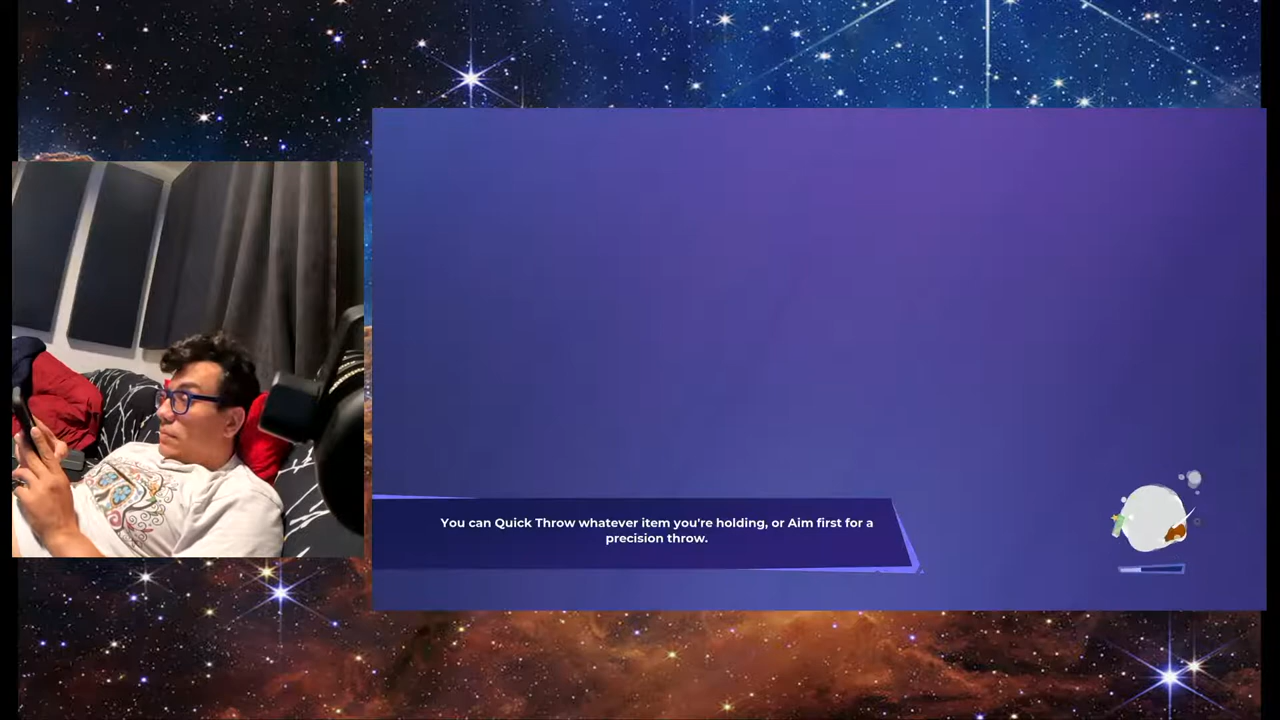 You can Quick Throw whatever item you're holding, or Aim first for a
precision throw.